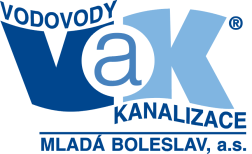 VODOVODY
VaK®
KANALIZACE
MLADÁ BOLESLAV, a.s.